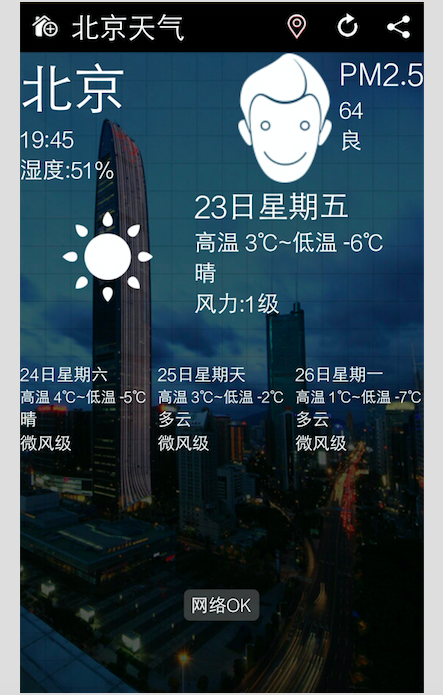 北京天气
北京
19:45
湿度:51%
PM2.5
64
良
23日星期五
高温 3℃~低温 -6℃
晴
风力:1级
24日星期六
高温 4℃~低温 -5℃
晴
微风级
25日星期天
高温 3℃~低温 -2℃
多云
微风级
26日星期一
高温 1℃~低温 -7℃
多云
微风级
网络OK